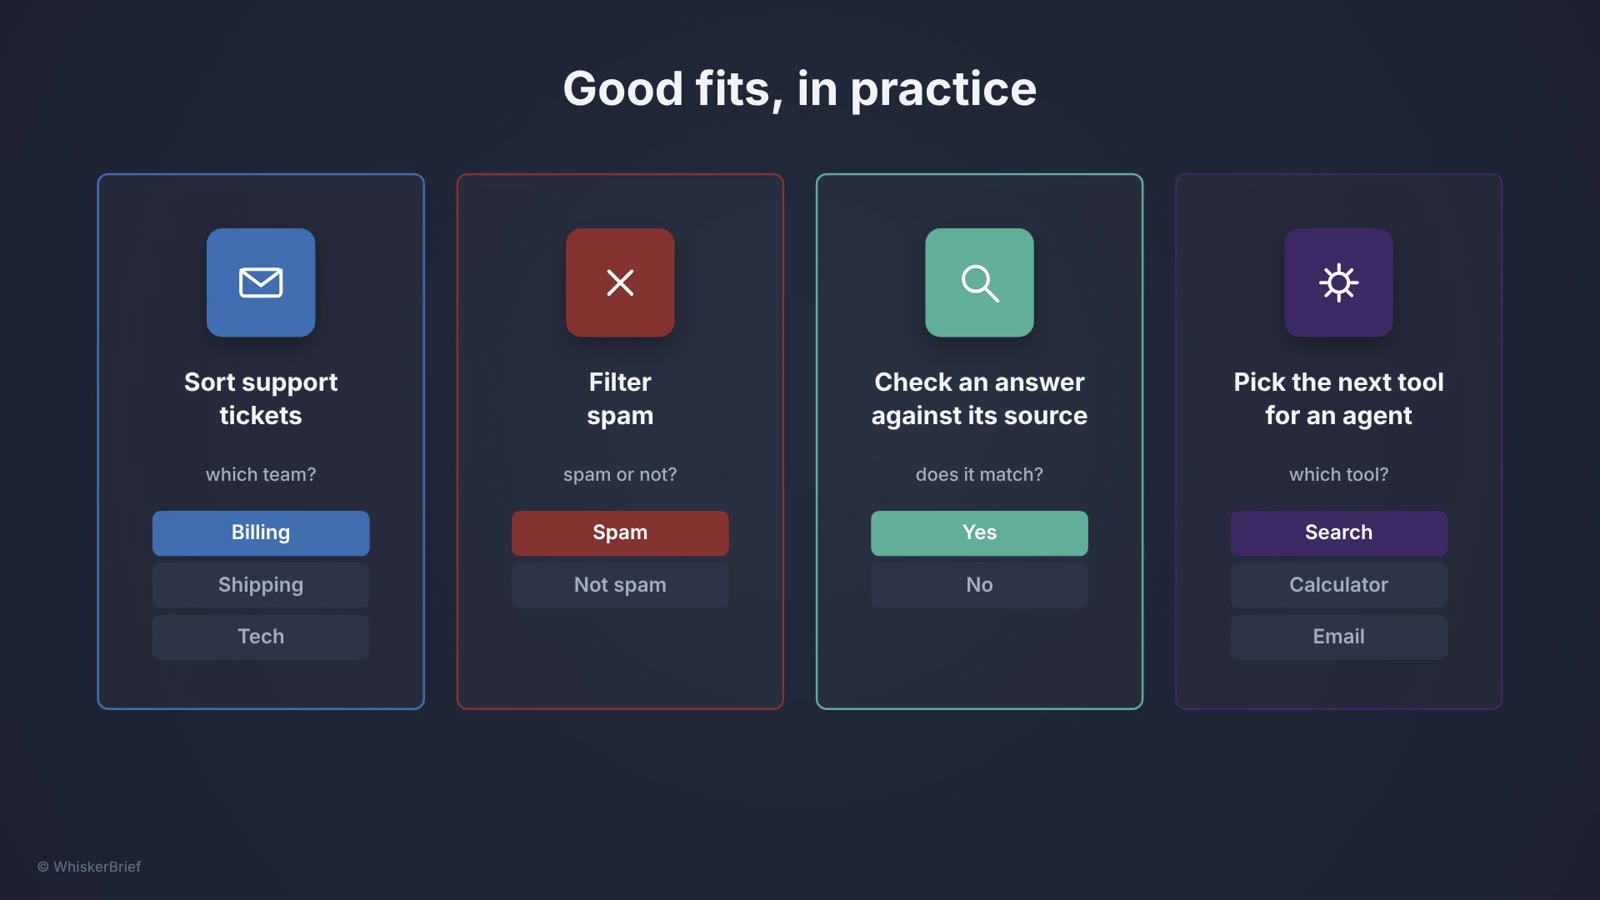 Good fits, in practice
Sort support
tickets
which team?
Billing
Shipping
Tech
Filter
spam
spam or not?
Spam
Not spam
Check an answer
against its source
does it match?
Yes
No
Pick the next tool
for an agent
which tool?
Search
Calculator
Email
© WhiskerBrief